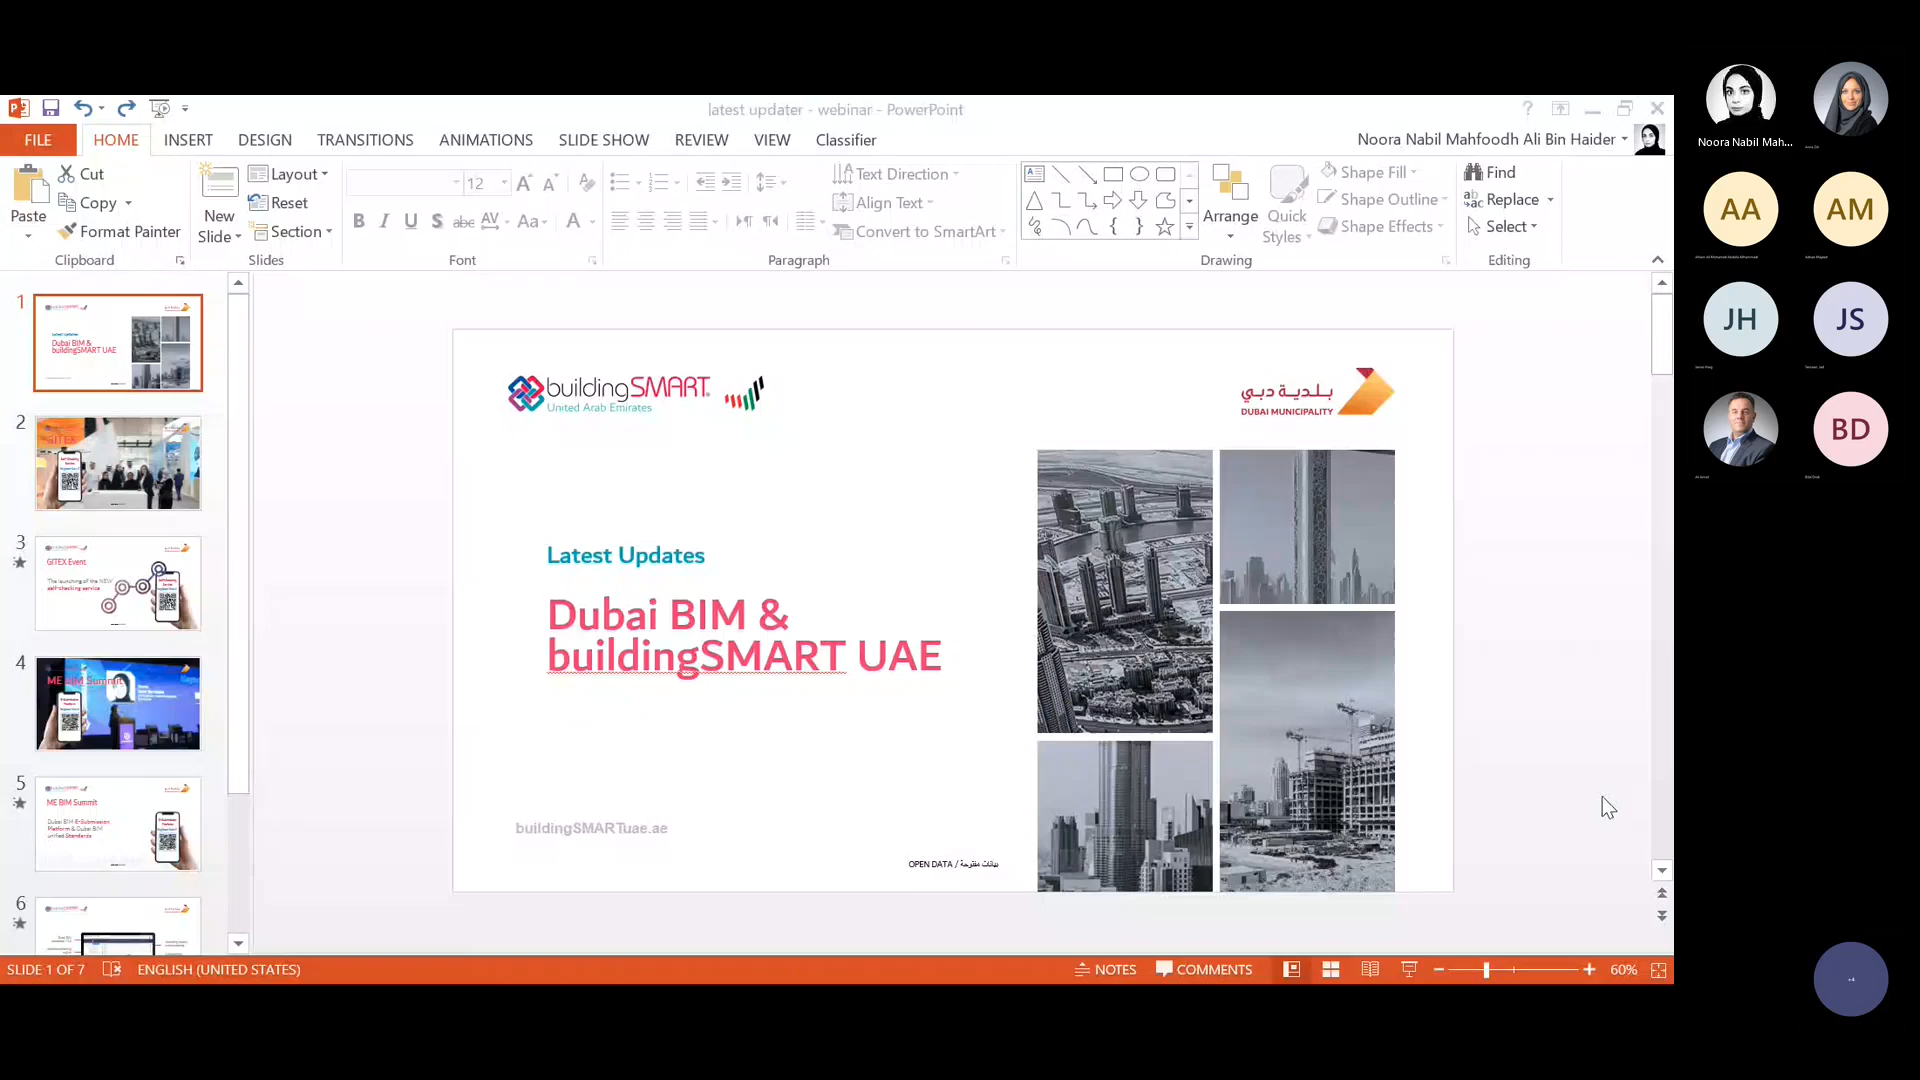 latest updater - webinar - PowerPoint
FILE
HOME
INSERT
DESIGN
TRANSITIONS
ANIMATIONS
SLIDE SHOW
REVIEW
VIEW
Classifier
Noora Nabil Mahfoodh Ali Bin Haider
Paste
Cut
Copy
Format Painter
Clipboard
New
Slide
Layout
Reset
Section
Slides
12
Font
Text Direction
Align Text
Convert to SmartArt
Paragraph
Arrange
Quick
Styles
Shape Fill
Shape Outline
Shape Effects
Drawing
Find
Replace
Select
Editing
1
Latest Updates
Dubai BIM &
buildingSMART UAE
2
GITEX
3
GITEX Event
The launching of the NEW
self-checking service
4
ME BIM Summit
5
ME BIM Summit
Dubai BIM E-Submission
Platform & Dubai BIM
unified Standards
6
buildingSMART
United Arab Emirates
بلدية دبي
DUBAI MUNICIPALITY
Latest Updates
Dubai BIM &
buildingSMART UAE
buildingSMARTuae.ae
OPEN DATA / بيانات مفتوحة
SLIDE 1 OF 7
ENGLISH (UNITED STATES)
NOTES
COMMENTS
60%
Noora Nabil Mah...
AA
AM
JH
JS
BD
+4